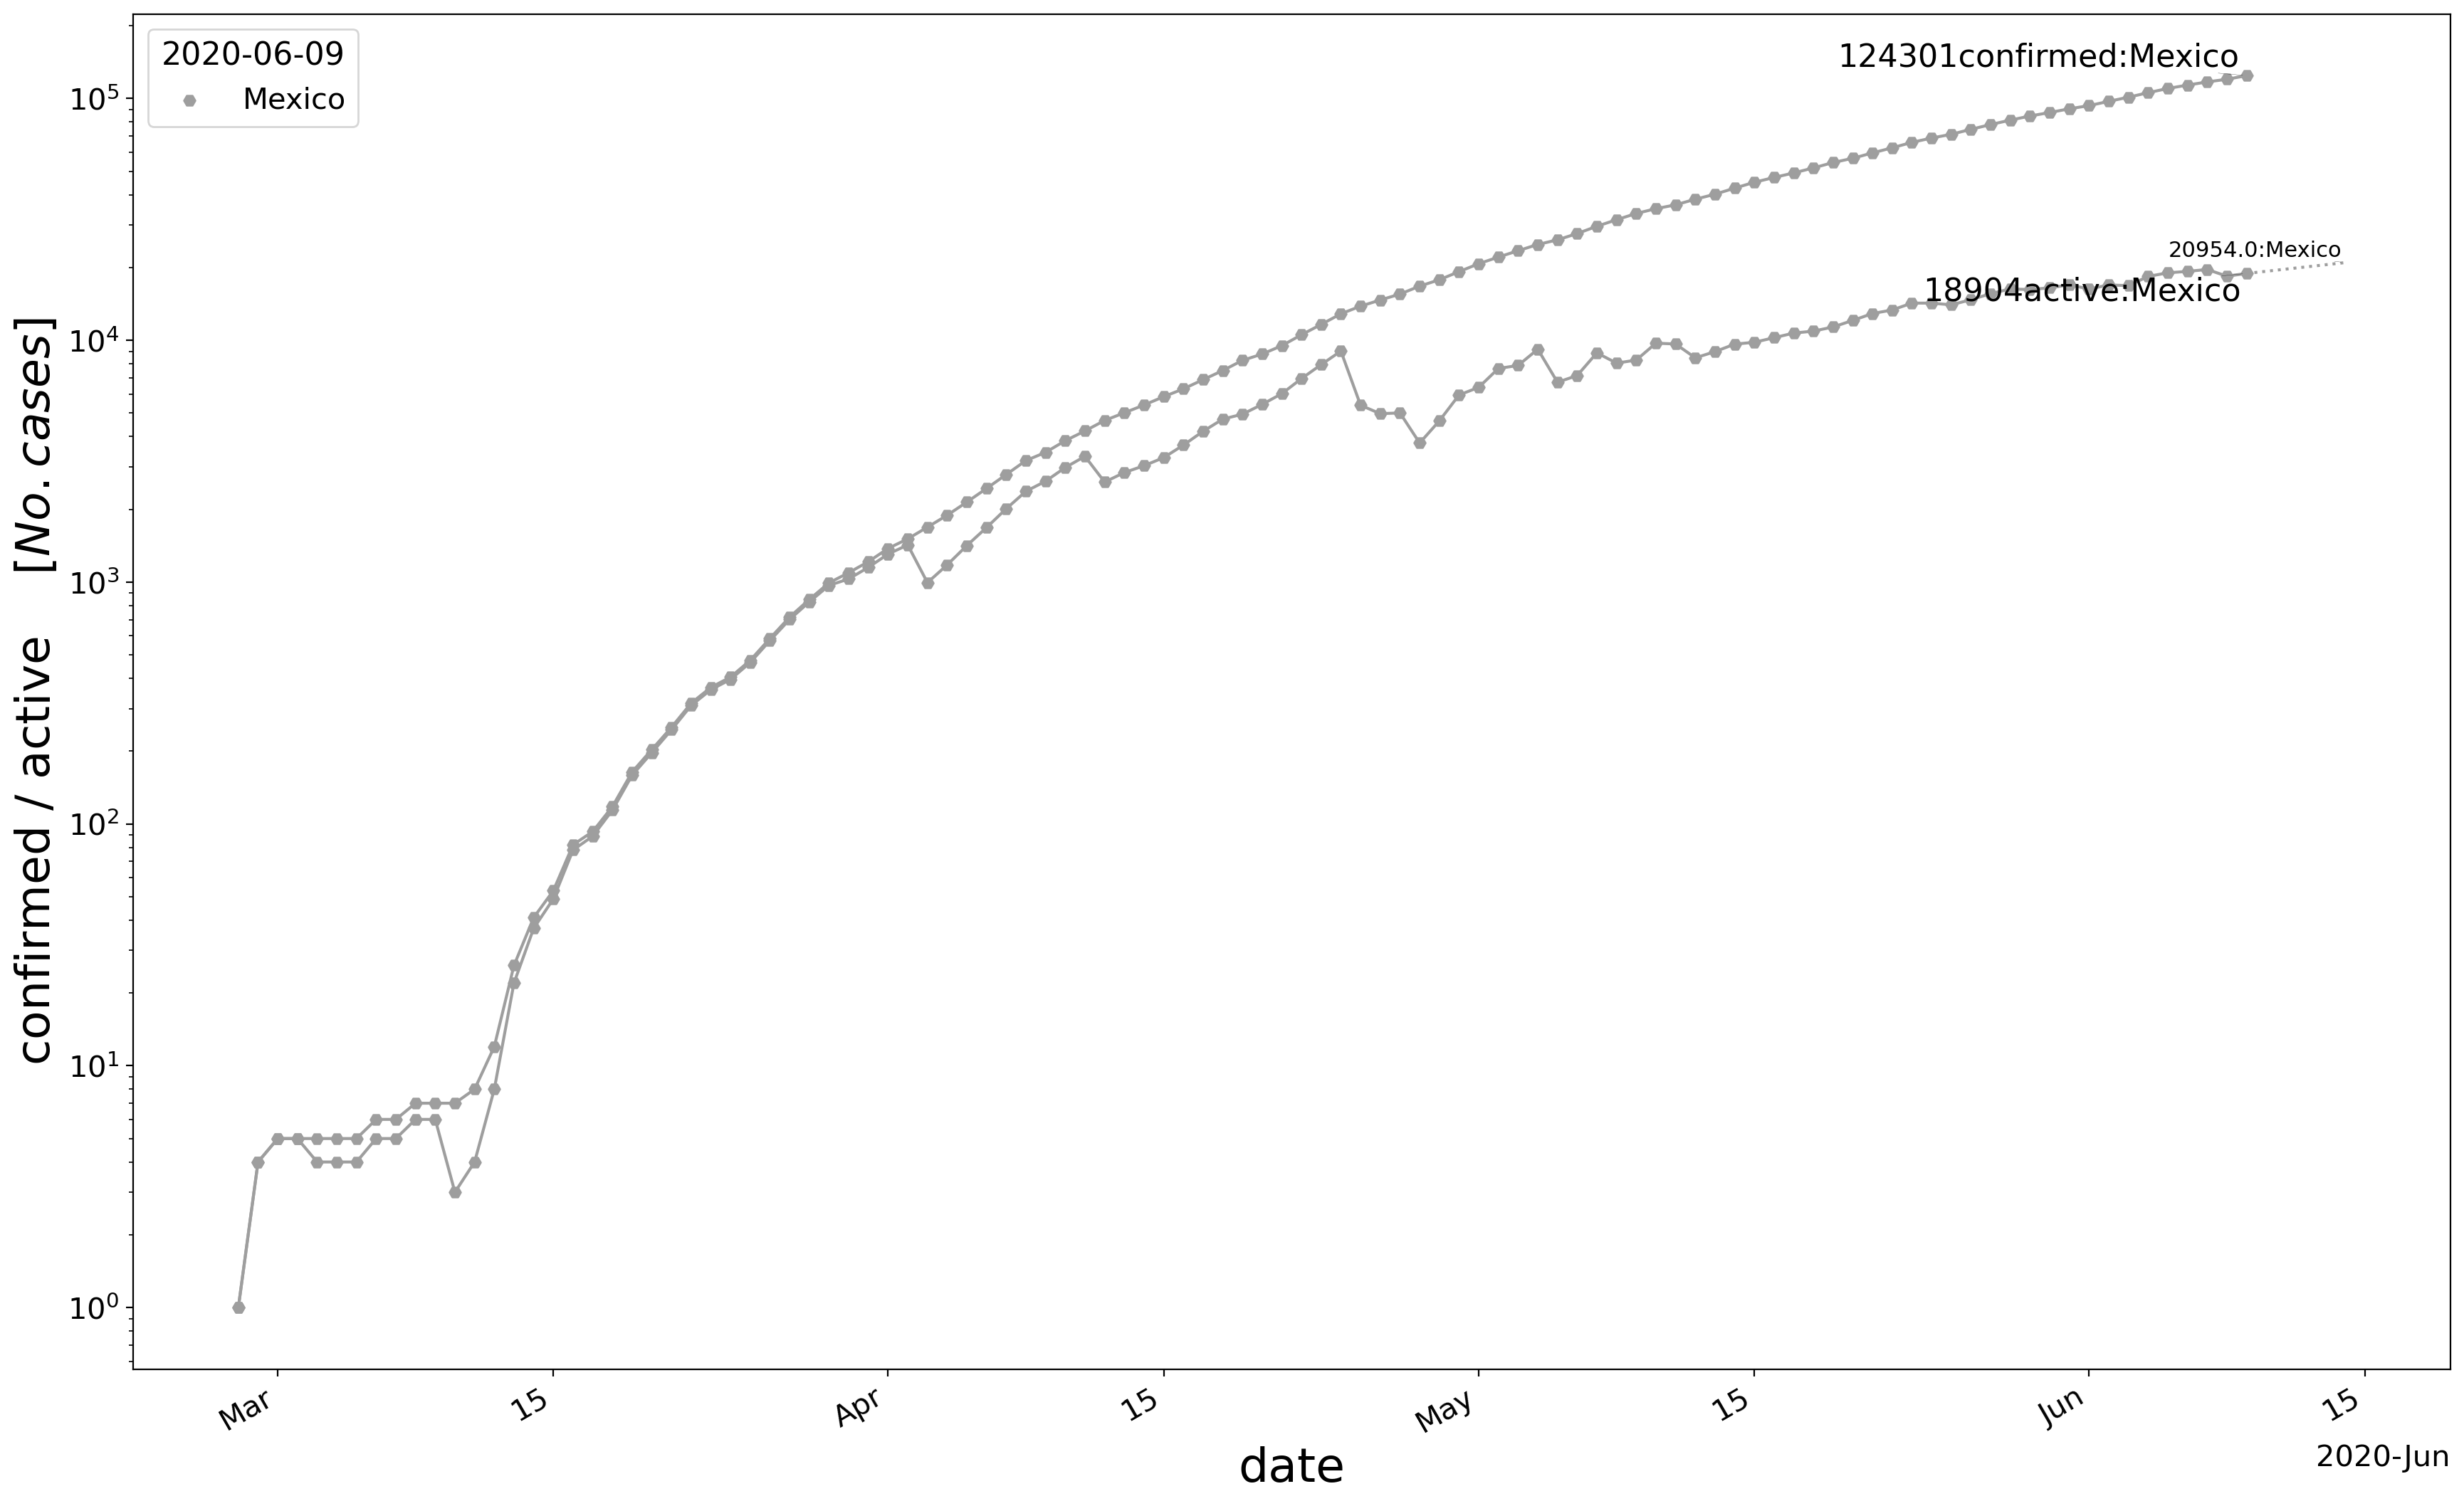 2020-06-09
Mexico
124301confirmed:Mexico
20954.0:Mexico
18904active:Mexico
confirmed / active [No. cases]
10^5
10^4
10^3
10^2
10^1
10^0
Mar 15 Apr 15 May 15 Jun 15
2020-Jun
date